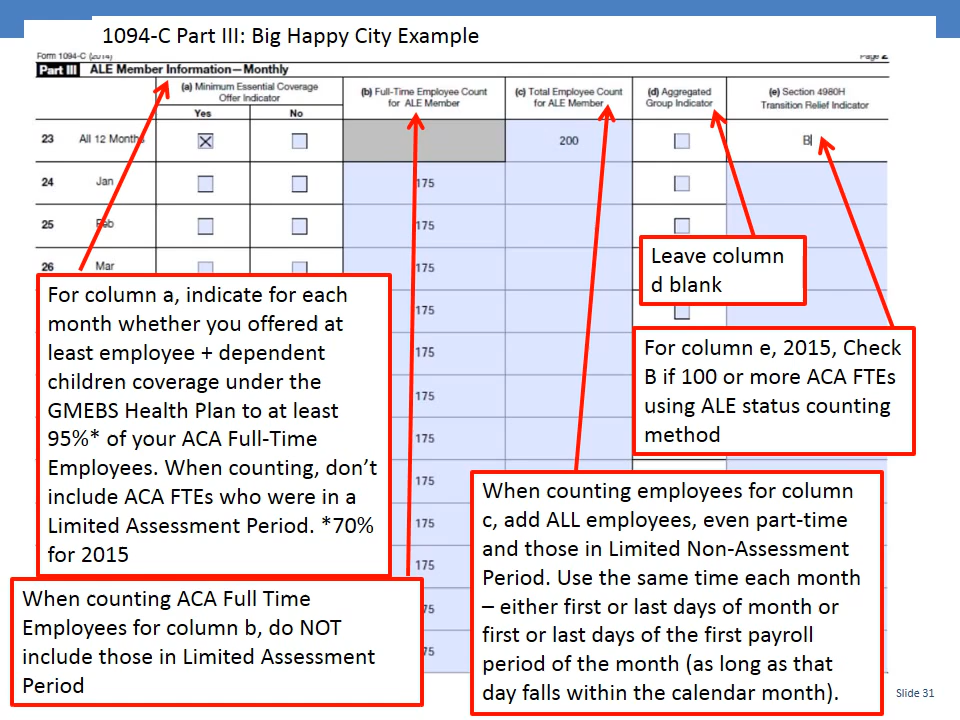 1094-C Part III: Big Happy City Example
Form 1094-C (2014)
Page 2
Part III ALE Member Information—Monthly
(a) Minimum Essential Coverage
Offer Indicator
Yes No
(b) Full-Time Employee Count
for ALE Member
(c) Total Employee Count
for ALE Member
(d) Aggregated
Group Indicator
(e) Section 4980H
Transition Relief Indicator
23 All 12 Months 200 B
24 Jan 175
25 Feb 175
26 Mar 175
175
175
175
175
175
175
175
75
75
Leave column
d blank
For column e, 2015, Check
B if 100 or more ACA FTEs
using ALE status counting
method
For column a, indicate for each
month whether you offered at
least employee + dependent
children coverage under the
GMEBS Health Plan to at least
95%* of your ACA Full-Time
Employees. When counting, don't
include ACA FTEs who were in a
Limited Assessment Period. *70%
for 2015
When counting ACA Full Time
Employees for column b, do NOT
include those in Limited Assessment
Period
When counting employees for column
c, add ALL employees, even part-time
and those in Limited Non-Assessment
Period. Use the same time each month
– either first or last days of month or
first or last days of the first payroll
period of the month (as long as that
day falls within the calendar month).
Slide 31